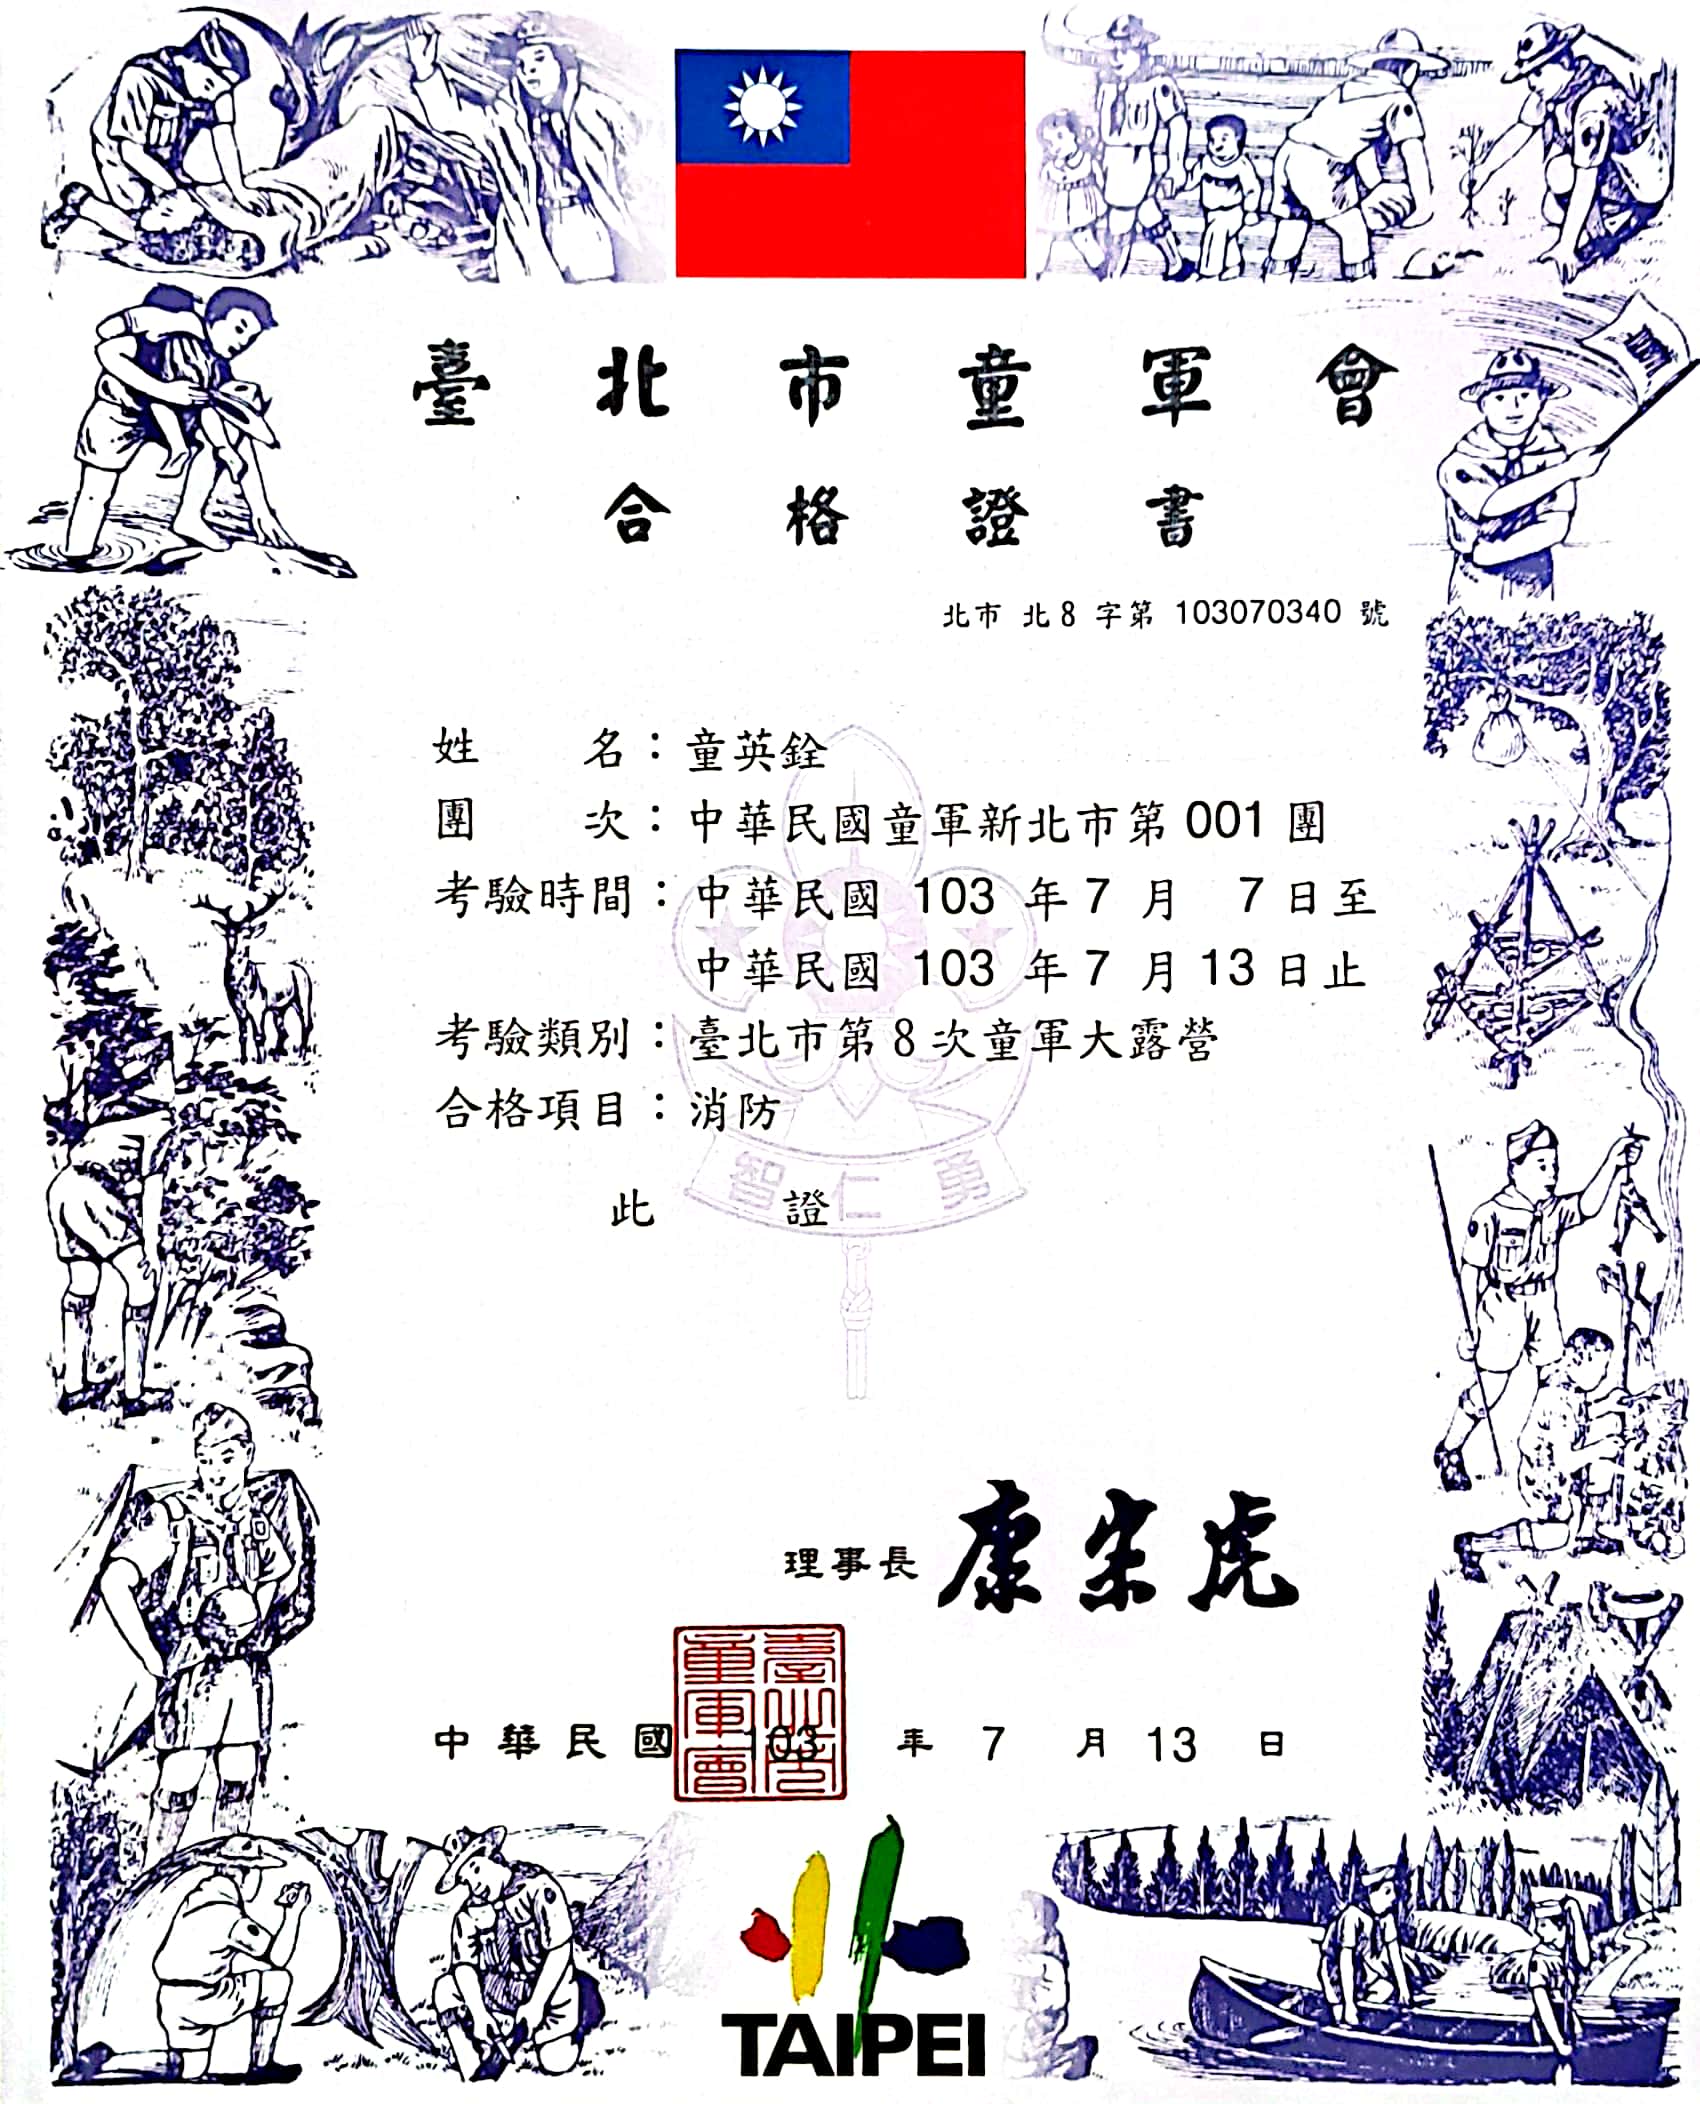 臺北市童軍會
合格證書
北市 北8 字第 103070340 號
姓　　名：童英銓
團　　次：中華民國童軍新北市第 001 團
考驗時間：中華民國 103 年 7 月 7 日至
中華民國 103 年 7 月 13 日止
考驗類別：臺北市第 8 次童軍大露營
合格項目：消防
智仁勇
此　　證
理事長 康宗虎
臺北市童軍會
中華民國 103 年 7 月 13 日
TAIPEI